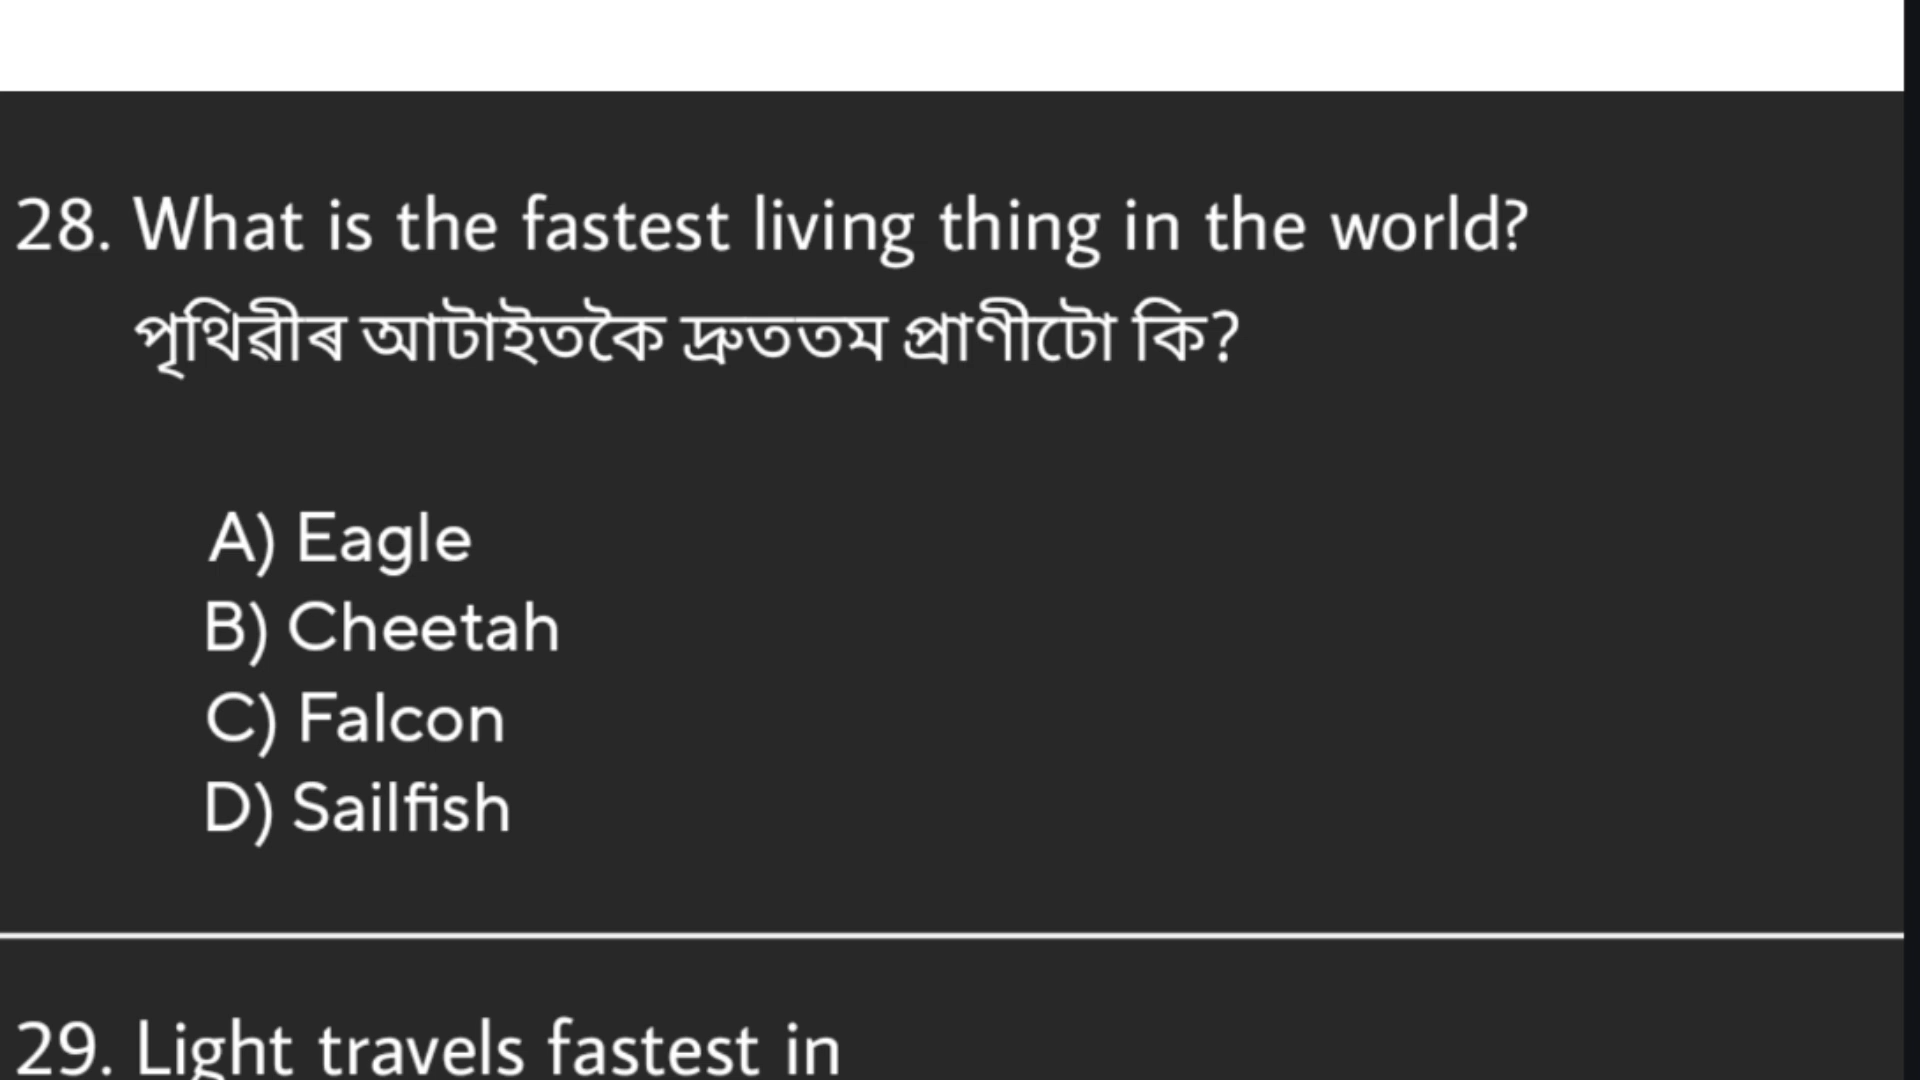 28. What is the fastest living thing in the world?
পৃথিৱীৰ আটাইতকৈ দ্রুততম প্ৰাণীটো কি?
A) Eagle
B) Cheetah
C) Falcon
D) Sailfish
29. Light travels fastest in